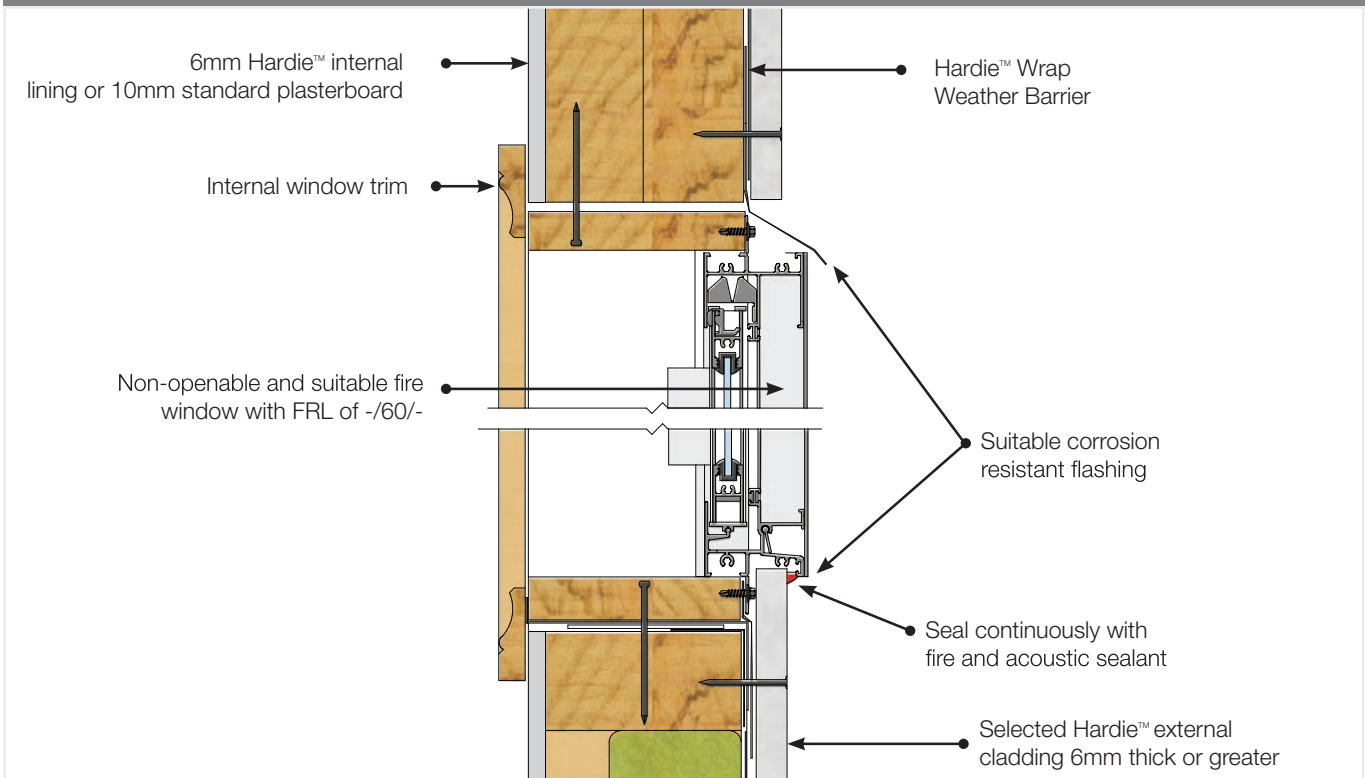 6mm Hardie™ internal
lining or 10mm standard plasterboard
Hardie™ Wrap
Weather Barrier
Internal window trim
Non-openable and suitable fire
window with FRL of -/60/-
Suitable corrosion
resistant flashing
Seal continuously with
fire and acoustic sealant
Selected Hardie™ external
cladding 6mm thick or greater